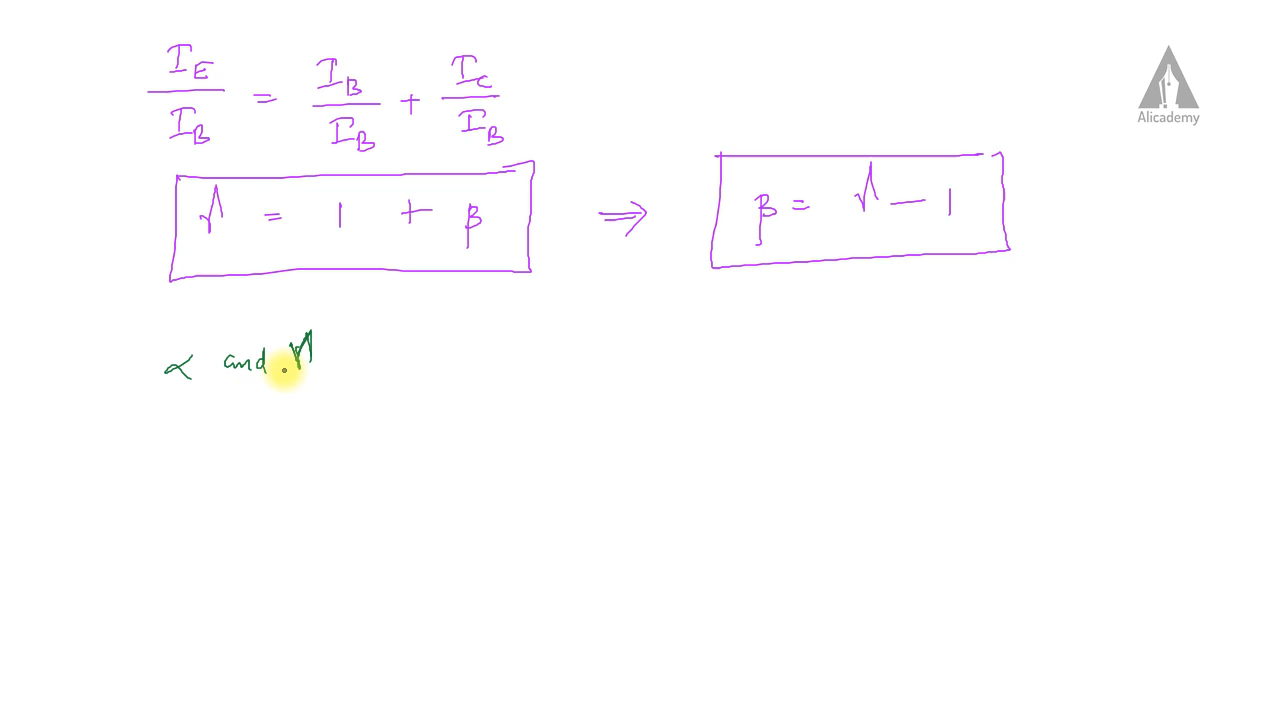 I_E / I_B = I_B / I_B + I_C / I_B
γ = 1 + β ⇒ β = γ - 1
α and γ
Alicademy